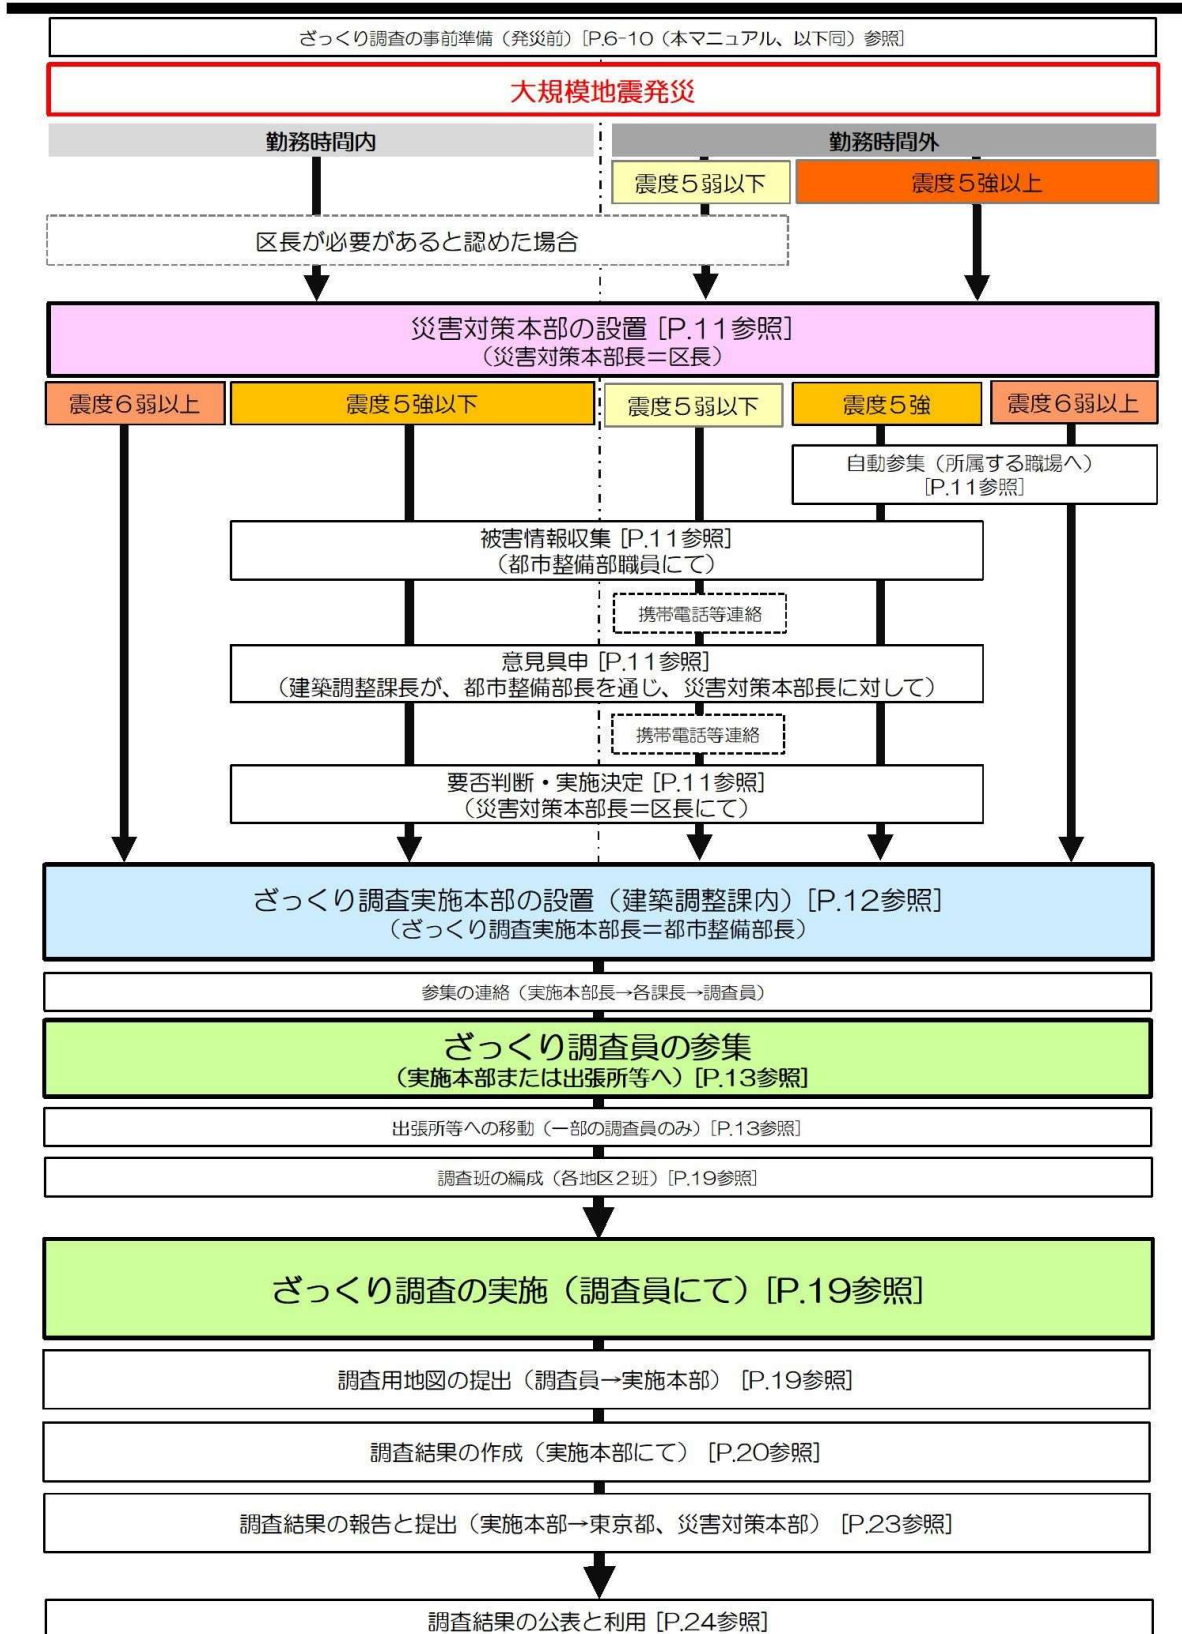 ざっくり調査の事前準備（発災前）[P.6-10（本マニュアル、以下同）参照]
大規模地震発災
勤務時間内
勤務時間外
震度５弱以下
震度５強以上
区長が必要があると認めた場合
災害対策本部の設置 [P.11参照]
（災害対策本部長＝区長）
震度６弱以上
震度５強以下
震度５弱以下
震度５強
震度６弱以上
自動参集（所属する職場へ）
[P.11参照]
被害情報収集 [P.11参照]
（都市整備部職員にて）
携帯電話等連絡
意見具申 [P.11参照]
（建築調整課長が、都市整備部長を通じ、災害対策本部長に対して）
携帯電話等連絡
要否判断・実施決定 [P.11参照]
（災害対策本部長＝区長にて）
ざっくり調査実施本部の設置（建築調整課内）[P.12参照]
（ざっくり調査実施本部長＝都市整備部長）
参集の連絡（実施本部長→各課長→調査員）
ざっくり調査員の参集
（実施本部または出張所等へ）[P.13参照]
出張所等への移動（一部の調査員のみ）[P.13参照]
調査班の編成（各地区２班）[P.19参照]
ざっくり調査の実施（調査員にて）[P.19参照]
調査用地図の提出（調査員→実施本部） [P.19参照]
調査結果の作成（実施本部にて） [P.20参照]
調査結果の報告と提出（実施本部→東京都、災害対策本部） [P.23参照]
調査結果の公表と利用 [P.24参照]